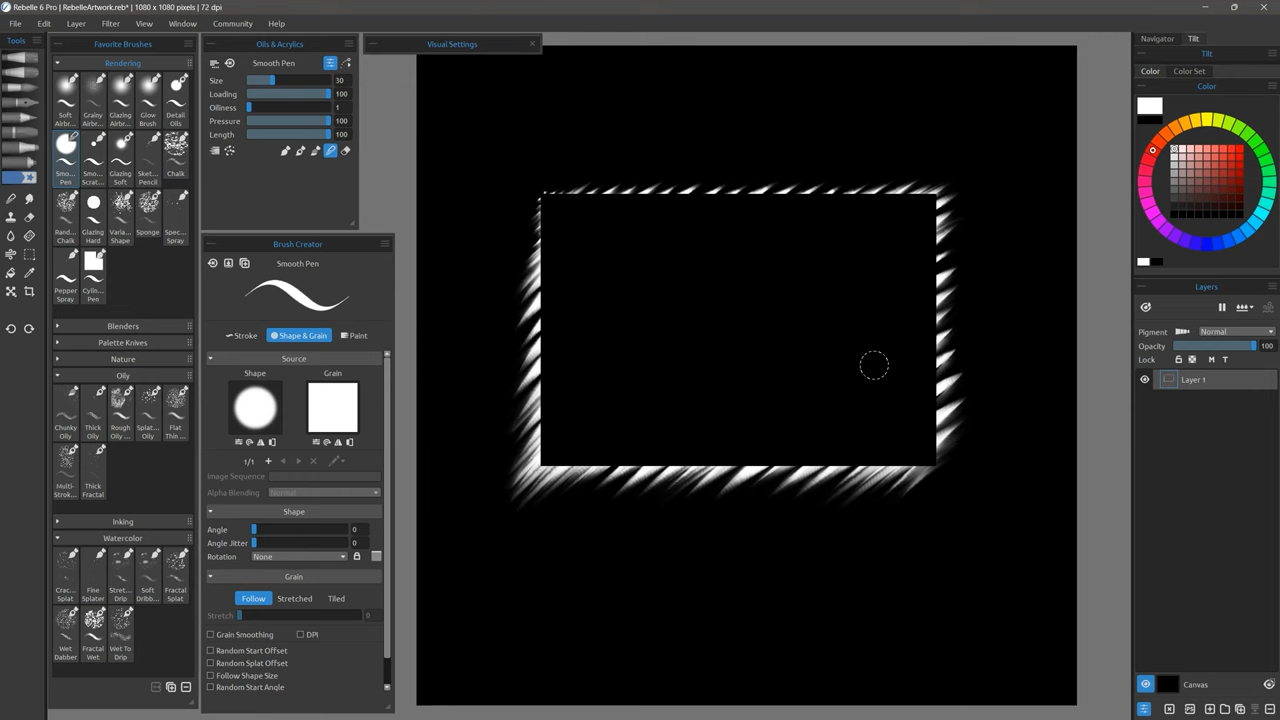 Rebelle 6 Pro | RebelleArtwork.reb* | 1080 x 1080 pixels | 72 dpi
File Edit Layer Filter View Window Community Help
Tools
Favorite Brushes
Rendering
Soft Airbr... Grainy Airbr... Glazing Airbr... Glow Brush Detail Oils
Smo... Pen Smo... Scrat... Glazing Soft Sket... Pencil Chalk
Ran... Chalk Glazing Hard Varia... Shape Sponge Spec... Spray
Pepper Spray Cylin... Pen
Blenders
Palette Knives
Nature
Oily
Chunky Oily Thick Oily Rough Oily ... Splat... Oily Flat Thin ...
Multi-Strok... Thick Fractal
Inking
Watercolor
Crac... Splat Fine Splater Stret... Drip Soft Dribb... Fractal Splat
Wet Dabber Fractal Wet Wet To Drip
Oils & Acrylics
Smooth Pen
Size 30
Loading 100
Oiliness 1
Pressure 100
Length 100
Brush Creator
Smooth Pen
Stroke Shape & Grain Paint
Source
Shape Grain
1/1
Image Sequence
Alpha Blending Normal
Shape
Angle 0
Angle Jitter 0
Rotation None
Grain
Follow Stretched Tiled
Stretch 0
Grain Smoothing DPI
Random Start Offset
Random Splat Offset
Follow Shape Size
Random Start Angle
Visual Settings
Navigator Tilt
Tilt
Color Color Set
Color
Layers
Pigment Normal
Opacity 100
Lock M T
Layer 1
Canvas